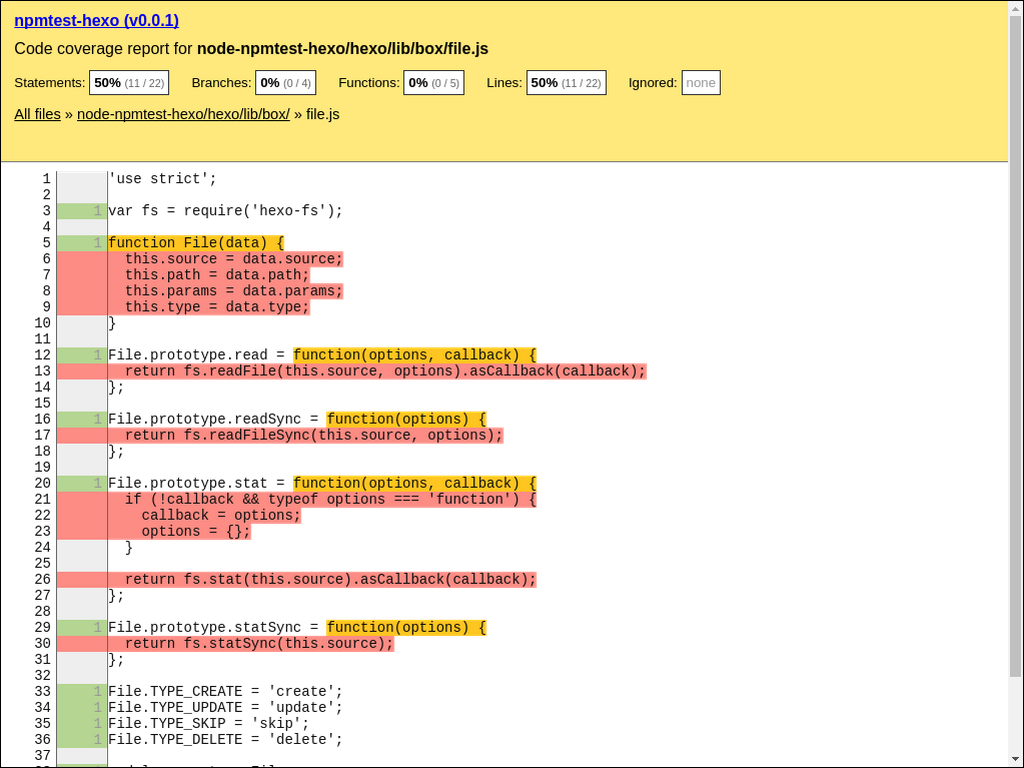 npmtest-hexo (v0.0.1)
Code coverage report for node-npmtest-hexo/hexo/lib/box/file.js
Statements: 50% (11 / 22) Branches: 0% (0 / 4) Functions: 0% (0 / 5) Lines: 50% (11 / 22) Ignored: none
All files » node-npmtest-hexo/hexo/lib/box/ » file.js
1 'use strict';
2
3 1 var fs = require('hexo-fs');
4
5 1 function File(data) {
6 this.source = data.source;
7 this.path = data.path;
8 this.params = data.params;
9 this.type = data.type;
10 }
11
12 1 File.prototype.read = function(options, callback) {
13 return fs.readFile(this.source, options).asCallback(callback);
14 };
15
16 1 File.prototype.readSync = function(options) {
17 return fs.readFileSync(this.source, options);
18 };
19
20 1 File.prototype.stat = function(options, callback) {
21 if (!callback && typeof options === 'function') {
22 callback = options;
23 options = {};
24 }
25
26 return fs.stat(this.source).asCallback(callback);
27 };
28
29 1 File.prototype.statSync = function(options) {
30 return fs.statSync(this.source);
31 };
32
33 1 File.TYPE_CREATE = 'create';
34 1 File.TYPE_UPDATE = 'update';
35 1 File.TYPE_SKIP = 'skip';
36 1 File.TYPE_DELETE = 'delete';
37